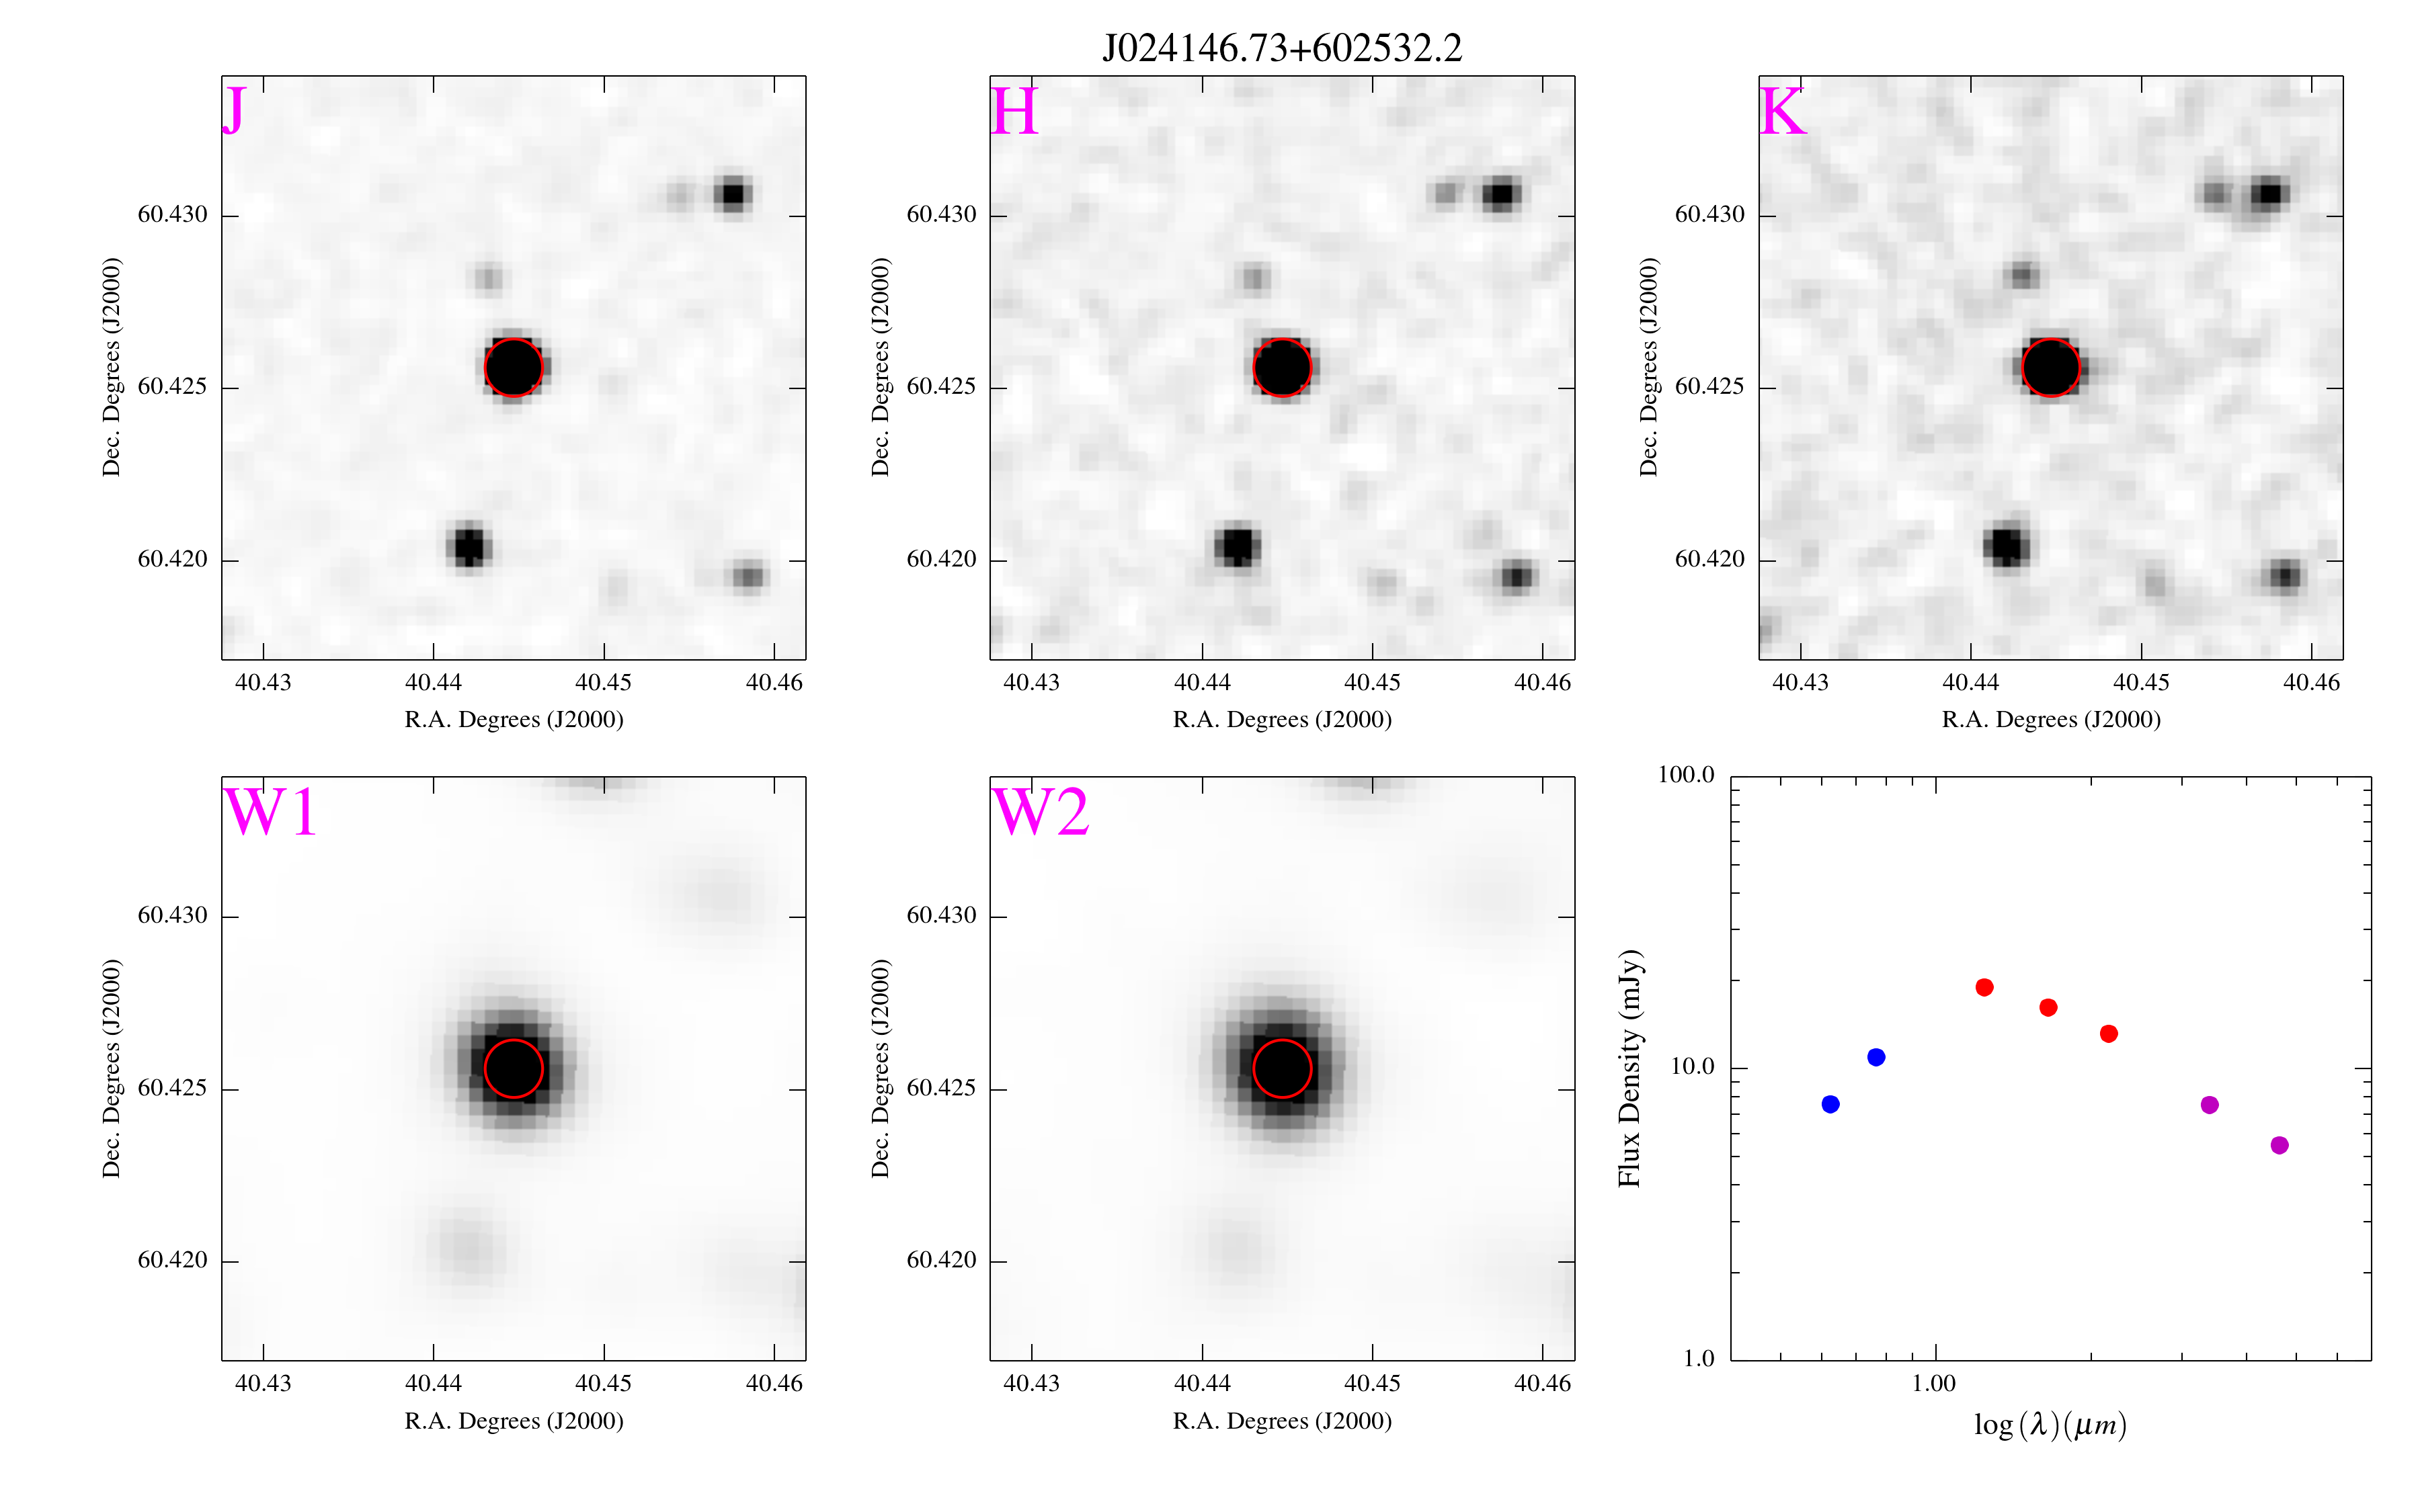 J024146.73+602532.2
J
60.430
60.425
60.420
Dec. Degrees (J2000)
40.43 40.44 40.45 40.46
R.A. Degrees (J2000)
H
60.430
60.425
60.420
Dec. Degrees (J2000)
40.43 40.44 40.45 40.46
R.A. Degrees (J2000)
K
60.430
60.425
60.420
Dec. Degrees (J2000)
40.43 40.44 40.45 40.46
R.A. Degrees (J2000)
W1
60.430
60.425
60.420
Dec. Degrees (J2000)
40.43 40.44 40.45 40.46
R.A. Degrees (J2000)
W2
60.430
60.425
60.420
Dec. Degrees (J2000)
40.43 40.44 40.45 40.46
R.A. Degrees (J2000)
100.0
10.0
1.0
Flux Density (mJy)
1.00
log(λ)(μm)